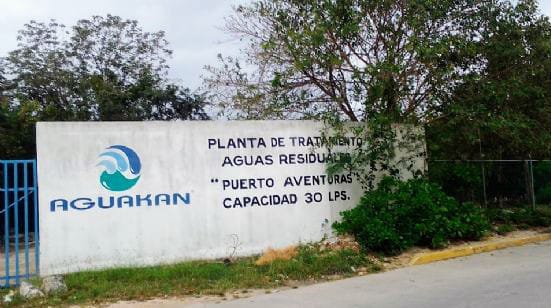 AGUAKAN
PLANTA DE TRATAMIENTO
AGUAS RESIDUALES
"PUERTO AVENTURAS"
CAPACIDAD 30 LPS.